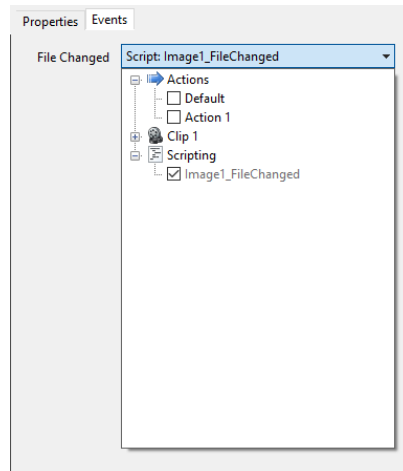 Properties Events
File Changed Script: Image1_FileChanged
Actions
Default
Action 1
Clip 1
Scripting
Image1_FileChanged